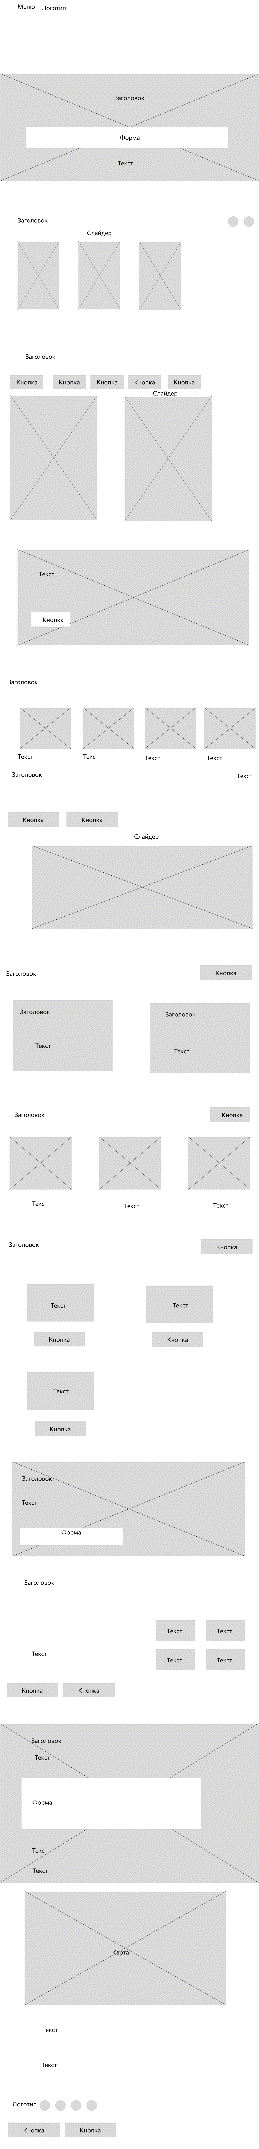 Меню Логотип
Заголовок
Форма
Текст
Заголовок
Слайдер
Заголовок
Кнопка Кнопка Кнопка Кнопка Кнопка
Слайдер
Текст
Кнопка
Заголовок
Текст Текст Текст Текст
Заголовок Текст
Кнопка Кнопка
Слайдер
Заголовок Кнопка
Заголовок Заголовок
Текст Текст
Заголовок Кнопка
Текст Текст Текст
Заголовок Кнопка
Текст Текст
Кнопка Кнопка
Текст
Кнопка
Заголовок
Текст
Форма
Заголовок
Текст Текст
Текст
Текст Текст
Кнопка Кнопка
Заголовок
Текст
Форма
Текст
Текст
Карта
Текст
Текст
Логотип
Кнопка Кнопка